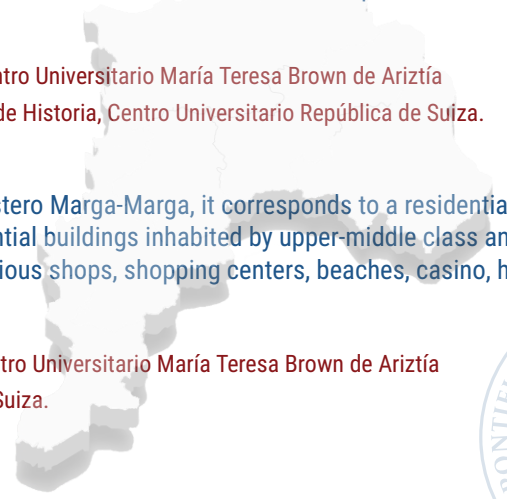 ntro Universitario María Teresa Brown de Ariztía
de Historia, Centro Universitario República de Suiza.
stero Marga-Marga, it corresponds to a residentia
ntial buildings inhabited by upper-middle class an
ious shops, shopping centers, beaches, casino, h
tro Universitario María Teresa Brown de Ariztía
Suiza.
PONTIF